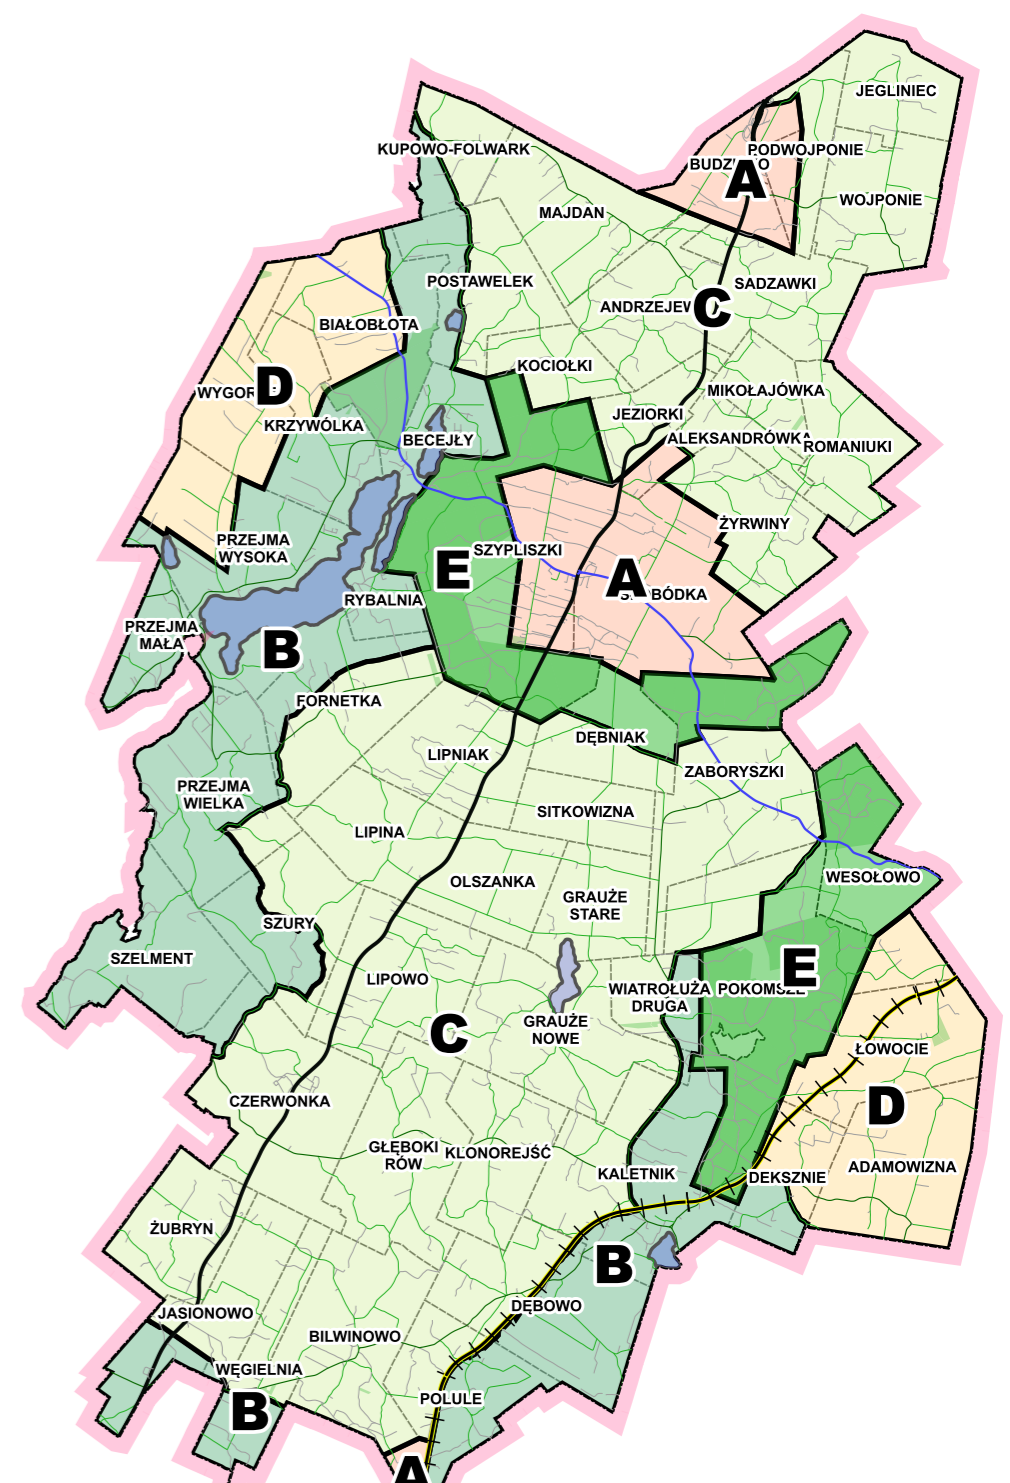 JEGLINIEC
KUPOWO-FOLWARK
PODWOJPONIE
A
WOJPONIE
MAJDAN
POSTAWELEK
SADZAWKI
C
BIAŁOBŁOTA
KOCIOŁKI
D
MIKOŁAJÓWKA
KRZYWÓLKA
JEZIORKI
BECEJŁY
ALEKSANDRÓWKA
ROMANIUKI
ŻYRWINY
PRZEJMA
WYSOKA
SZYPLISZKI
E
A
RYBALNIA
PRZEJMA
MAŁA
B
FORNETKA
DĘBNIAK
LIPNIAK
ZABORYSZKI
PRZEJMA
WIELKA
SITKOWIZNA
LIPINA
OLSZANKA
WESOŁOWO
GRAUŻE
STARE
SZURY
SZELMENT
LIPOWO
E
WIATROŁUŻA
DRUGA
POKOMSZE
GRAUŻE
NOWE
C
ŁOWOCIE
CZERWONKA
D
GŁĘBOKI
RÓW
KLONOREJŚĆ
KALETNIK
DEKSZNIE
ADAMOWIZNA
ŻUBRYN
B
DĘBOWO
JASIONOWO
BILWINOWO
WĘGIELNIA
POLULE
B
A